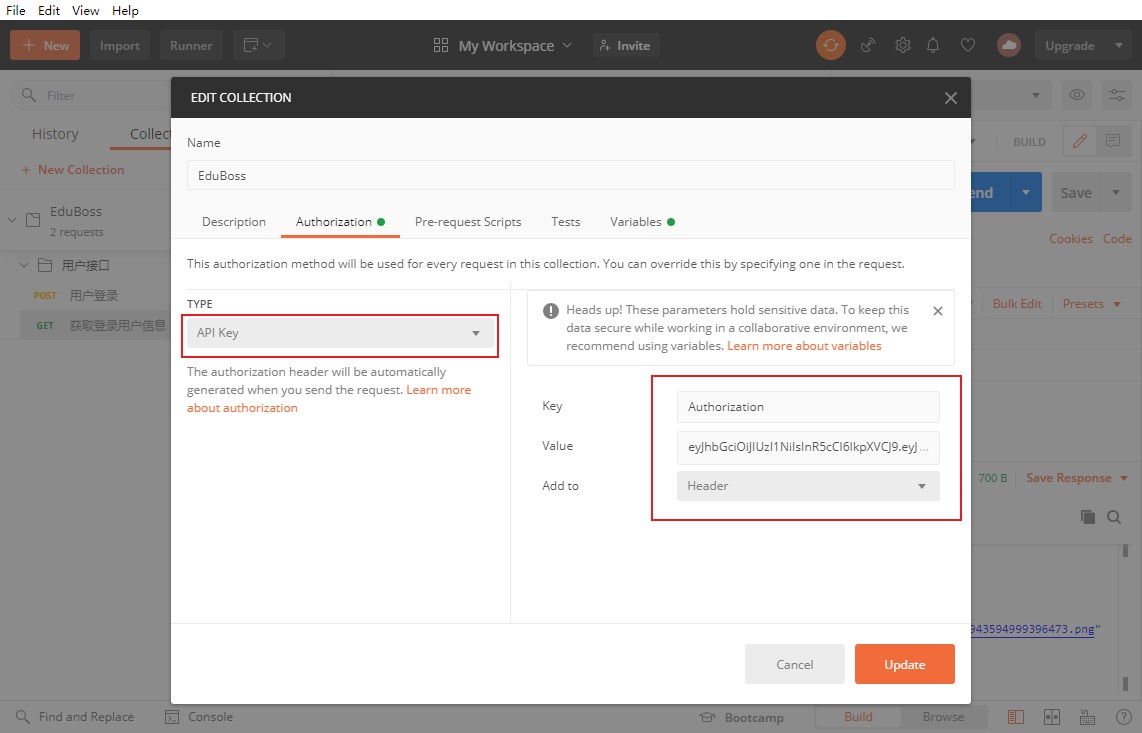 File Edit View Help
New Import Runner My Workspace Invite Upgrade
Filter
History Collect
New Collection
EduBoss
2 requests
用户接口
POST 用户登录
GET 获取登录用户信息
EDIT COLLECTION
Name
EduBoss
Description Authorization Pre-request Scripts Tests Variables
This authorization method will be used for every request in this collection. You can override this by specifying one in the request.
TYPE
API Key
The authorization header will be automatically
generated when you send the request. Learn more
about authorization
Heads up! These parameters hold sensitive data. To keep this
data secure while working in a collaborative environment, we
recommend using variables. Learn more about variables
Key Authorization
Value eyJhbGciOiJIUzI1NiIsInR5cCI6IkpXVCJ9.eyJ...
Add to Header
Cancel Update
BUILD
end Save
Cookies Code
Bulk Edit Presets
700 B Save Response
943594999396473.png"
Find and Replace Console Bootcamp Build Browse